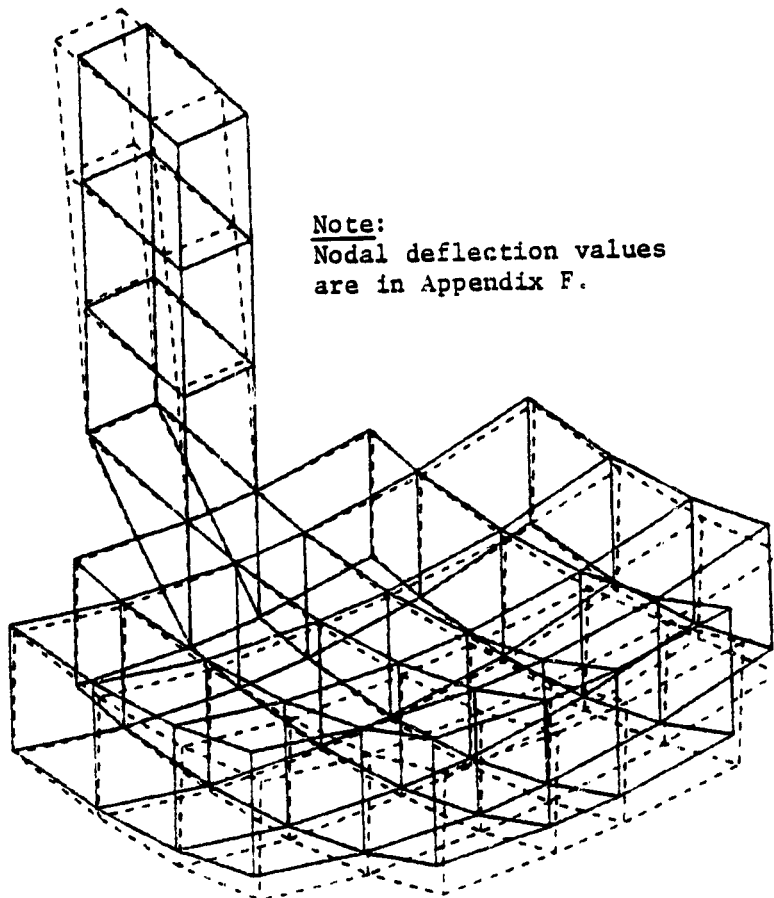 Note:
Nodal deflection values
are in Appendix F.